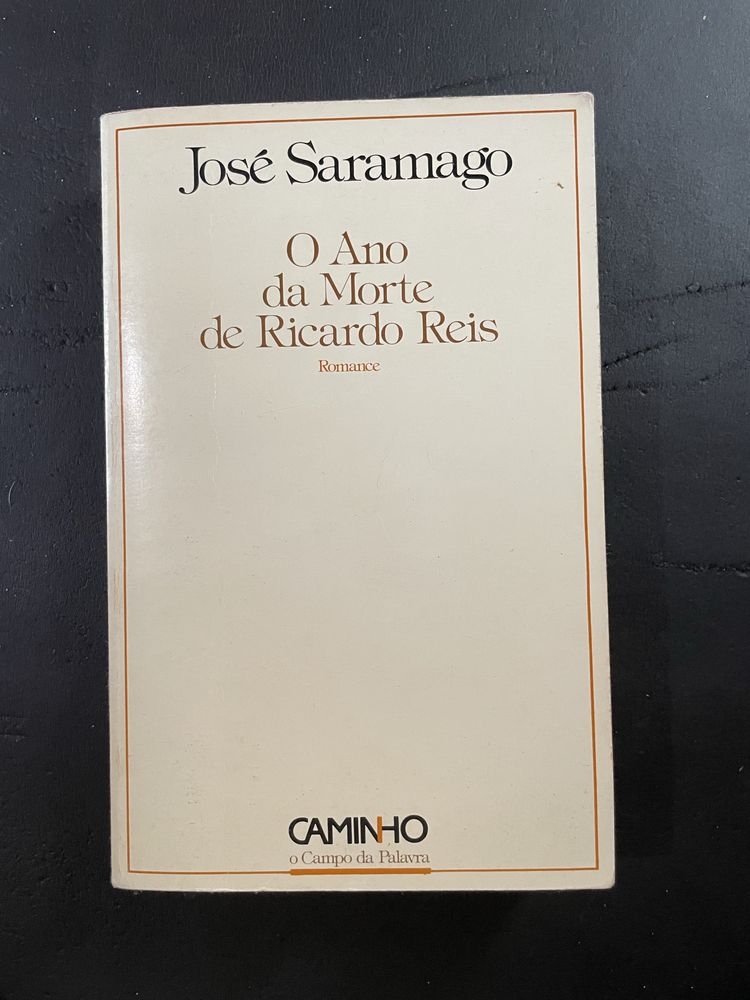 José Saramago
O Ano
da Morte
de Ricardo Reis
Romance
CAMINHO
o Campo da Palavra